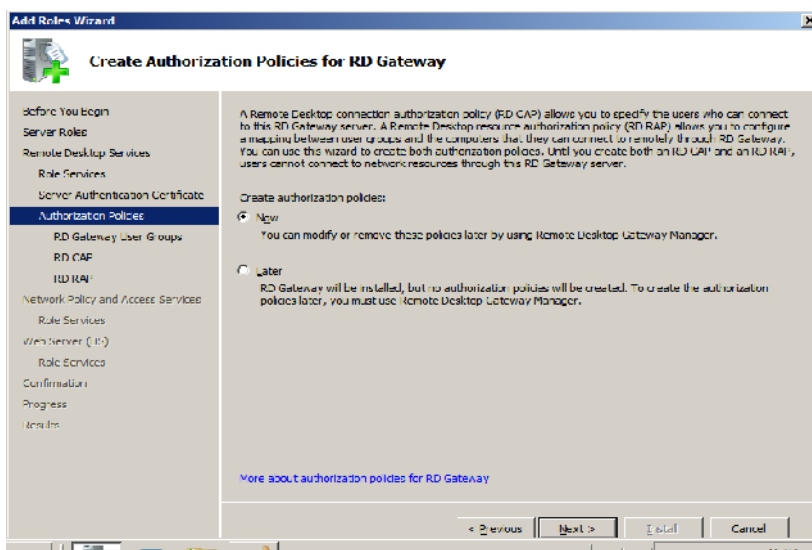 Add Roles Wizard
Create Authorization Policies for RD Gateway
Before You Begin
Server Roles
Remote Desktop Services
Role Services
Server Authentication Certificate
Authorization Policies
RD Gateway User Groups
RD CAP
RD RAP
Network Policy and Access Services
Role Services
Web Server (IIS)
Role Services
Confirmation
Progress
Results
A Remote Desktop connection authorization policy (RD CAP) allows you to specify the users who can connect
to this RD Gateway server. A Remote Desktop resource authorization policy (RD RAP) allows you to configure
a mapping between user groups and the computers that they can connect to remotely through RD Gateway.
You can use this wizard to create both authorization policies. Until you create both an RD CAP and an RD RAP,
users cannot connect to network resources through this RD Gateway server.
Create authorization policies:
Now
You can modify or remove these policies later by using Remote Desktop Gateway Manager.
Later
RD Gateway will be installed, but no authorization policies will be created. To create the authorization
policies later, you must use Remote Desktop Gateway Manager.
More about authorization policies for RD Gateway
< Previous
Next >
Install
Cancel